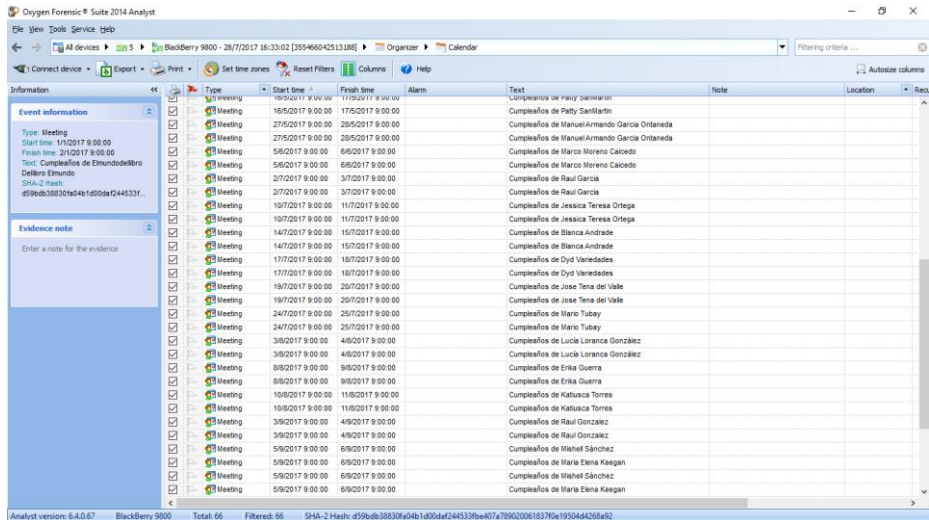 Oxygen Forensic® Suite 2014 Analyst
File View Tools Service Help
All devices 5 BlackBerry 9800 - 28/7/2017 16:33:02 [355466042513188] Organizer Calendar Filtering criteria ...
Connect device Export Print Set time zones Reset Filters Columns Help Autosize columns
Information
Type Start time Finish time Alarm Text Note Location Recu
Event information
Type: Meeting
Start time: 1/1/2017 9:00:00
Finish time: 2/1/2017 9:00:00
Text: Cumpleaños de Elmundodellibro
Dellibro Elmundo
SHA-2 Hash:
d59bdb38830fa04b1d00daf244533f...
Evidence note
Enter a note for the evidence
Meeting 16/5/2017 9:00:00 17/5/2017 9:00:00 Cumpleaños de Patty SanMartin
Meeting 16/5/2017 9:00:00 17/5/2017 9:00:00 Cumpleaños de Patty SanMartin
Meeting 27/5/2017 9:00:00 28/5/2017 9:00:00 Cumpleaños de Manuel Armando Garcia Ontaneda
Meeting 27/5/2017 9:00:00 28/5/2017 9:00:00 Cumpleaños de Manuel Armando Garcia Ontaneda
Meeting 5/6/2017 9:00:00 6/6/2017 9:00:00 Cumpleaños de Marco Moreno Caicedo
Meeting 5/6/2017 9:00:00 6/6/2017 9:00:00 Cumpleaños de Marco Moreno Caicedo
Meeting 2/7/2017 9:00:00 3/7/2017 9:00:00 Cumpleaños de Raul Garcia
Meeting 2/7/2017 9:00:00 3/7/2017 9:00:00 Cumpleaños de Raul Garcia
Meeting 10/7/2017 9:00:00 11/7/2017 9:00:00 Cumpleaños de Jessica Teresa Ortega
Meeting 10/7/2017 9:00:00 11/7/2017 9:00:00 Cumpleaños de Jessica Teresa Ortega
Meeting 14/7/2017 9:00:00 15/7/2017 9:00:00 Cumpleaños de Blanca Andrade
Meeting 14/7/2017 9:00:00 15/7/2017 9:00:00 Cumpleaños de Blanca Andrade
Meeting 17/7/2017 9:00:00 18/7/2017 9:00:00 Cumpleaños de Dyd Variedades
Meeting 17/7/2017 9:00:00 18/7/2017 9:00:00 Cumpleaños de Dyd Variedades
Meeting 19/7/2017 9:00:00 20/7/2017 9:00:00 Cumpleaños de Jose Tena del Valle
Meeting 19/7/2017 9:00:00 20/7/2017 9:00:00 Cumpleaños de Jose Tena del Valle
Meeting 24/7/2017 9:00:00 25/7/2017 9:00:00 Cumpleaños de Mario Tubay
Meeting 24/7/2017 9:00:00 25/7/2017 9:00:00 Cumpleaños de Mario Tubay
Meeting 3/8/2017 9:00:00 4/8/2017 9:00:00 Cumpleaños de Lucía Loranca González
Meeting 3/8/2017 9:00:00 4/8/2017 9:00:00 Cumpleaños de Lucía Loranca González
Meeting 8/8/2017 9:00:00 9/8/2017 9:00:00 Cumpleaños de Erika Guerra
Meeting 8/8/2017 9:00:00 9/8/2017 9:00:00 Cumpleaños de Erika Guerra
Meeting 10/8/2017 9:00:00 11/8/2017 9:00:00 Cumpleaños de Katiusca Torres
Meeting 10/8/2017 9:00:00 11/8/2017 9:00:00 Cumpleaños de Katiusca Torres
Meeting 3/9/2017 9:00:00 4/9/2017 9:00:00 Cumpleaños de Raul Gonzalez
Meeting 3/9/2017 9:00:00 4/9/2017 9:00:00 Cumpleaños de Raul Gonzalez
Meeting 5/9/2017 9:00:00 6/9/2017 9:00:00 Cumpleaños de Mishell Sánchez
Meeting 5/9/2017 9:00:00 6/9/2017 9:00:00 Cumpleaños de Maria Elena Keegan
Meeting 5/9/2017 9:00:00 6/9/2017 9:00:00 Cumpleaños de Mishell Sánchez
Meeting 5/9/2017 9:00:00 6/9/2017 9:00:00 Cumpleaños de Maria Elena Keegan
Analyst version: 6.4.0.67 BlackBerry 9800 Total: 66 Filtered: 66 SHA-2 Hash: d59bdb38830fa04b1d00daf244533fbe407a789020061837f0e19504d4268a92